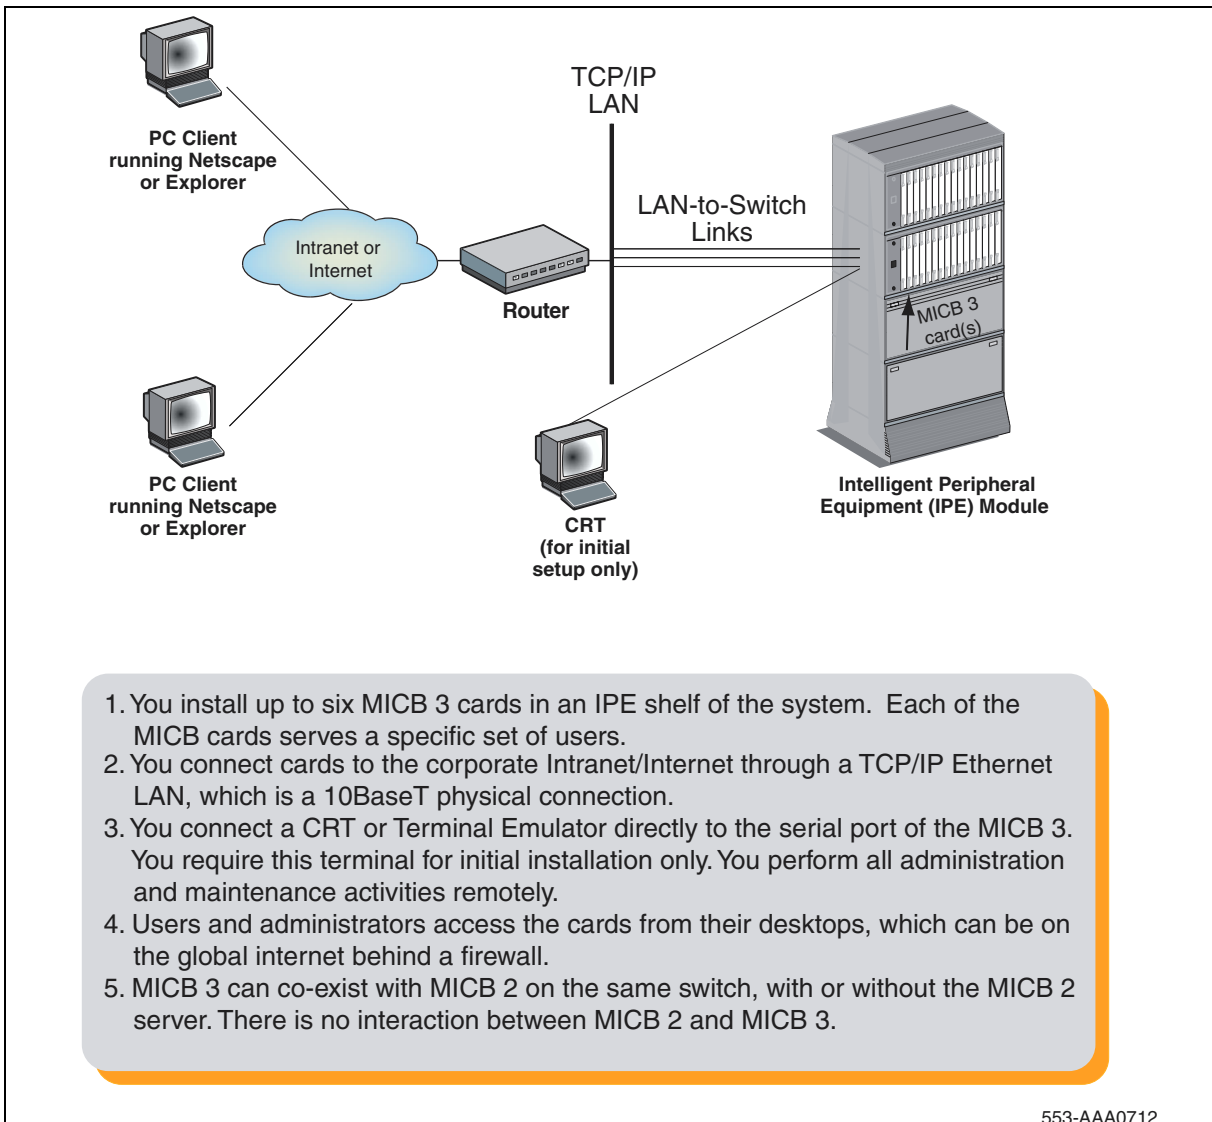 TCP/IP
LAN
PC Client
running Netscape
or Explorer
LAN-to-Switch
Links
Intranet or
Internet
Router
MICB 3
card(s)
PC Client
running Netscape
or Explorer
CRT
(for initial
setup only)
Intelligent Peripheral
Equipment (IPE) Module
1. You install up to six MICB 3 cards in an IPE shelf of the system.  Each of the
MICB cards serves a specific set of users.
2. You connect cards to the corporate Intranet/Internet through a TCP/IP Ethernet
LAN, which is a 10BaseT physical connection.
3. You connect a CRT or Terminal Emulator directly to the serial port of the MICB 3.
You require this terminal for initial installation only. You perform all administration
and maintenance activities remotely.
4. Users and administrators access the cards from their desktops, which can be on
the global internet behind a firewall.
5. MICB 3 can co-exist with MICB 2 on the same switch, with or without the MICB 2
server. There is no interaction between MICB 2 and MICB 3.
553-AAA0712